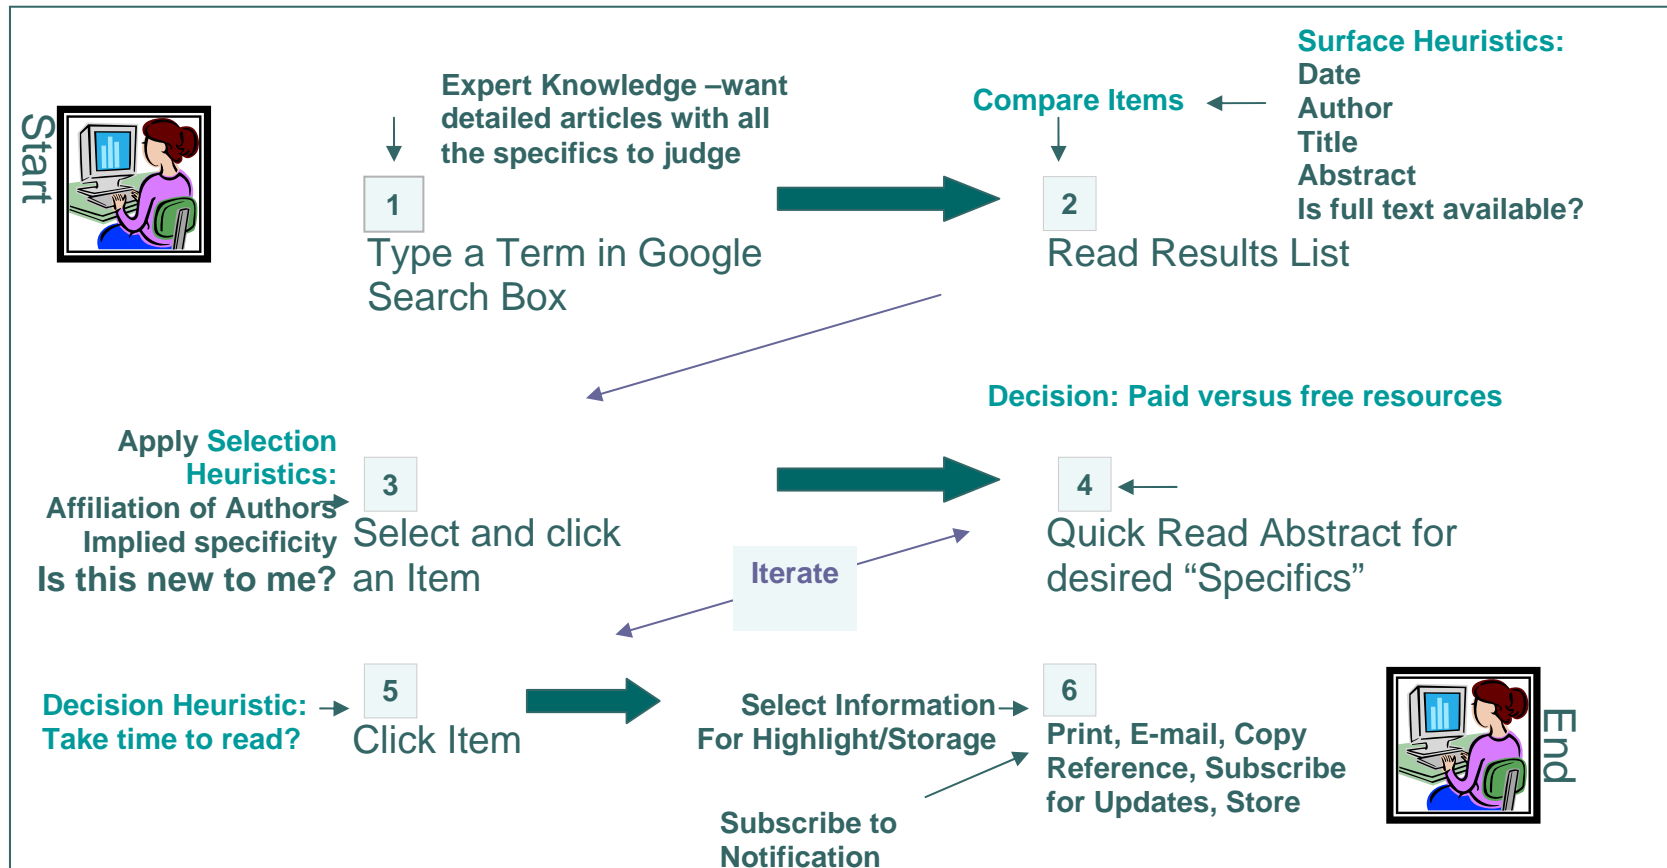 Start
Expert Knowledge –want
detailed articles with all
the specifics to judge
1
Type a Term in Google
Search Box
Compare Items
Surface Heuristics:
Date
Author
Title
Abstract
Is full text available?
2
Read Results List
Apply Selection
Heuristics:
Affiliation of Authors
Implied specificity
Is this new to me?
3
Select and click
an Item
Decision: Paid versus free resources
4
Quick Read Abstract for
desired “Specifics”
Iterate
Decision Heuristic:
Take time to read?
5
Click Item
Select Information
For Highlight/Storage
Subscribe to
Notification
6
Print, E-mail, Copy
Reference, Subscribe
for Updates, Store
End